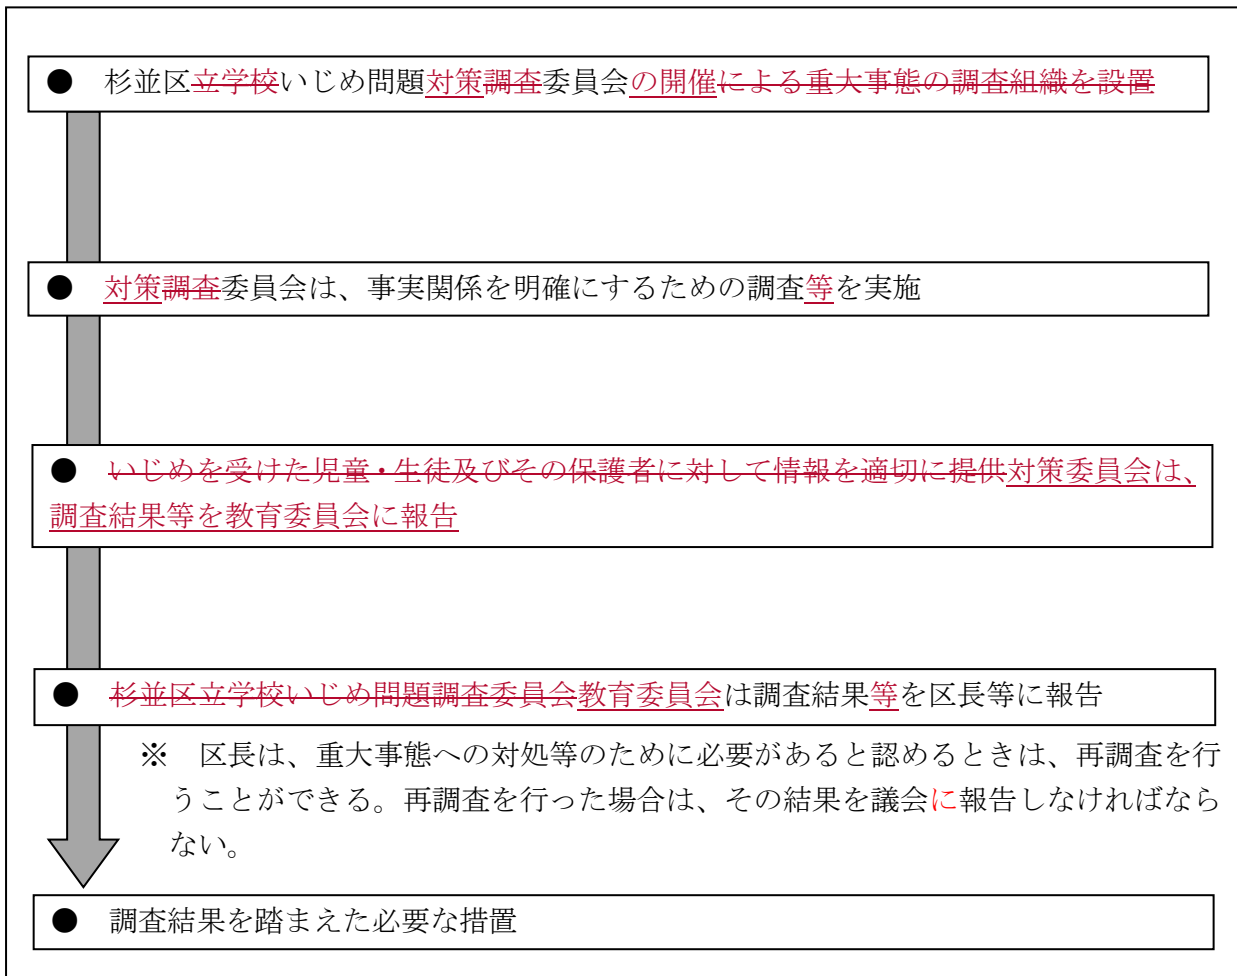 ● 杉並区立学校いじめ問題対策調査委員会の開催による重大事態の調査組織を設置
● 対策調査委員会は、事実関係を明確にするための調査等を実施
● いじめを受けた児童・生徒及びその保護者に対して情報を適切に提供対策委員会は、
調査結果等を教育委員会に報告
● 杉並区立学校いじめ問題調査委員会教育委員会は調査結果等を区長等に報告
※ 区長は、重大事態への対処等のために必要があると認めるときは、再調査を行
うことができる。再調査を行った場合は、その結果を議会に報告しなければなら
ない。
● 調査結果を踏まえた必要な措置